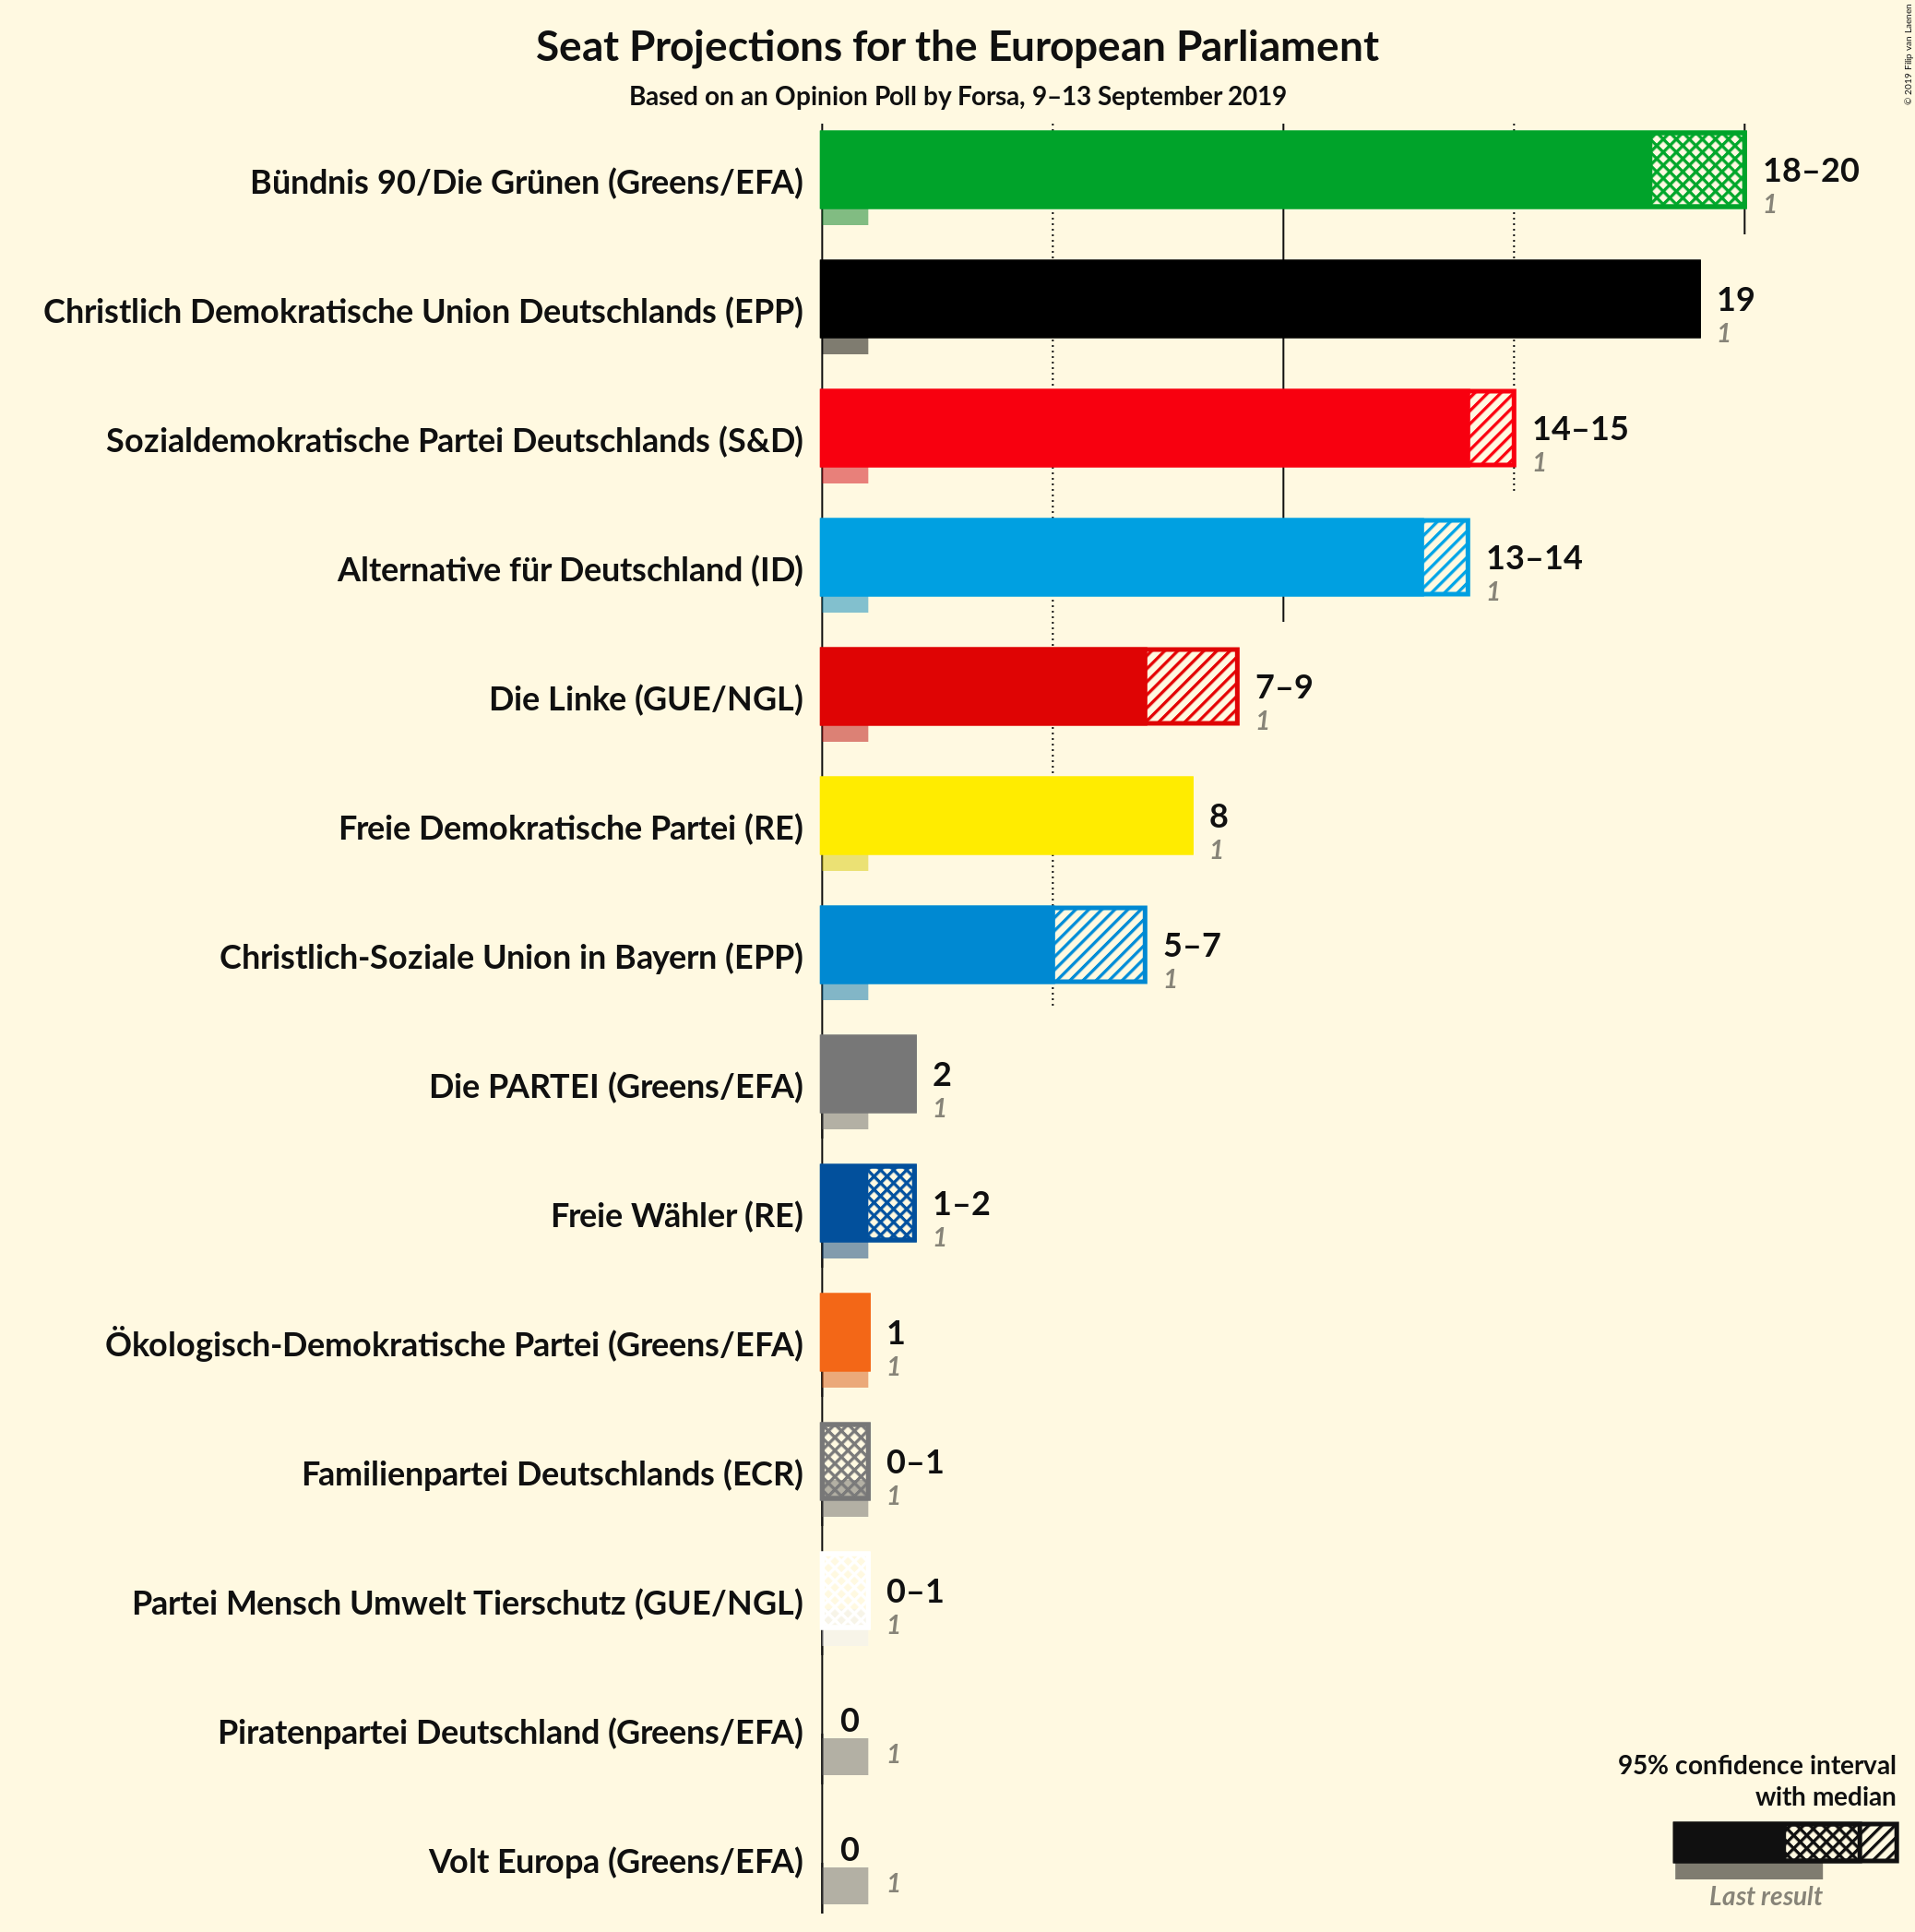 Seat Projections for the European Parliament
Based on an Opinion Poll by Forsa, 9–13 September 2019
© 2019 Filip van Laenen
Bündnis 90/Die Grünen (Greens/EFA)
18–20
1
Christlich Demokratische Union Deutschlands (EPP)
19
1
Sozialdemokratische Partei Deutschlands (S&D)
14–15
1
Alternative für Deutschland (ID)
13–14
1
Die Linke (GUE/NGL)
7–9
1
Freie Demokratische Partei (RE)
8
1
Christlich-Soziale Union in Bayern (EPP)
5–7
1
Die PARTEI (Greens/EFA)
2
1
Freie Wähler (RE)
1–2
1
Ökologisch-Demokratische Partei (Greens/EFA)
1
1
Familienpartei Deutschlands (ECR)
0–1
1
Partei Mensch Umwelt Tierschutz (GUE/NGL)
0–1
1
Piratenpartei Deutschland (Greens/EFA)
0
1
Volt Europa (Greens/EFA)
0
1
95% confidence interval
with median
Last result